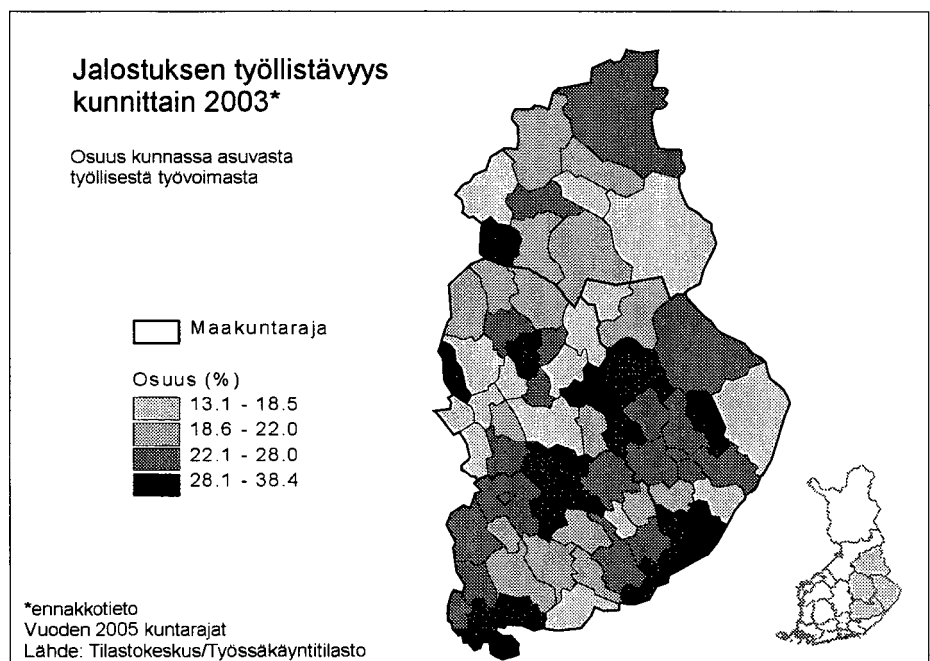 Jalostuksen työllistävyys
kunnittain 2003*
Osuus kunnassa asuvasta
työllisestä työvoimasta
Maakuntaraja
Osuus (%)
13.1 - 18.5
18.6 - 22.0
22.1 - 28.0
28.1 - 38.4
*ennakkotieto
Vuoden 2005 kuntarajat
Lähde: Tilastokeskus/Työssäkäyntitilasto